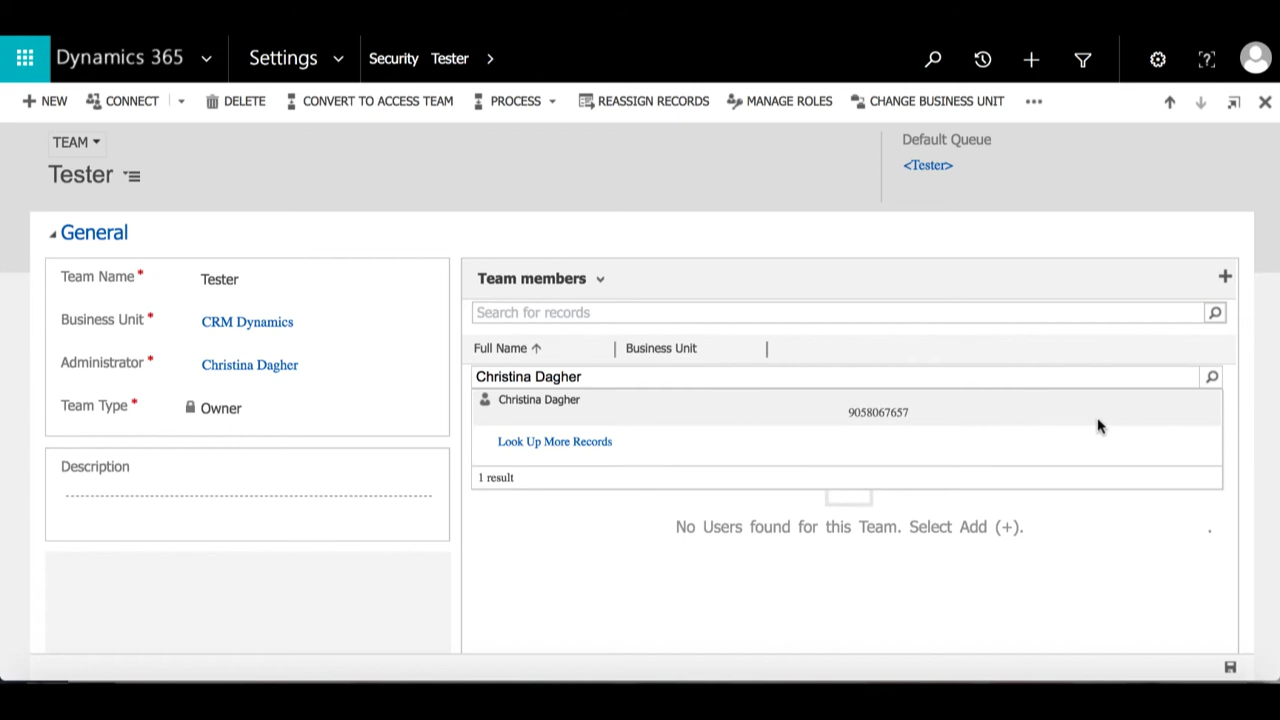 Dynamics 365 Settings Security Tester
NEW CONNECT DELETE CONVERT TO ACCESS TEAM PROCESS REASSIGN RECORDS MANAGE ROLES CHANGE BUSINESS UNIT
TEAM
Tester
Default Queue
<Tester>
General
Team Name*
Tester
Business Unit*
CRM Dynamics
Administrator*
Christina Dagher
Team Type*
Owner
Description
Team members
Search for records
Full Name Business Unit
Christina Dagher
Christina Dagher
9058067657
Look Up More Records
1 result
No Users found for this Team. Select Add (+). .